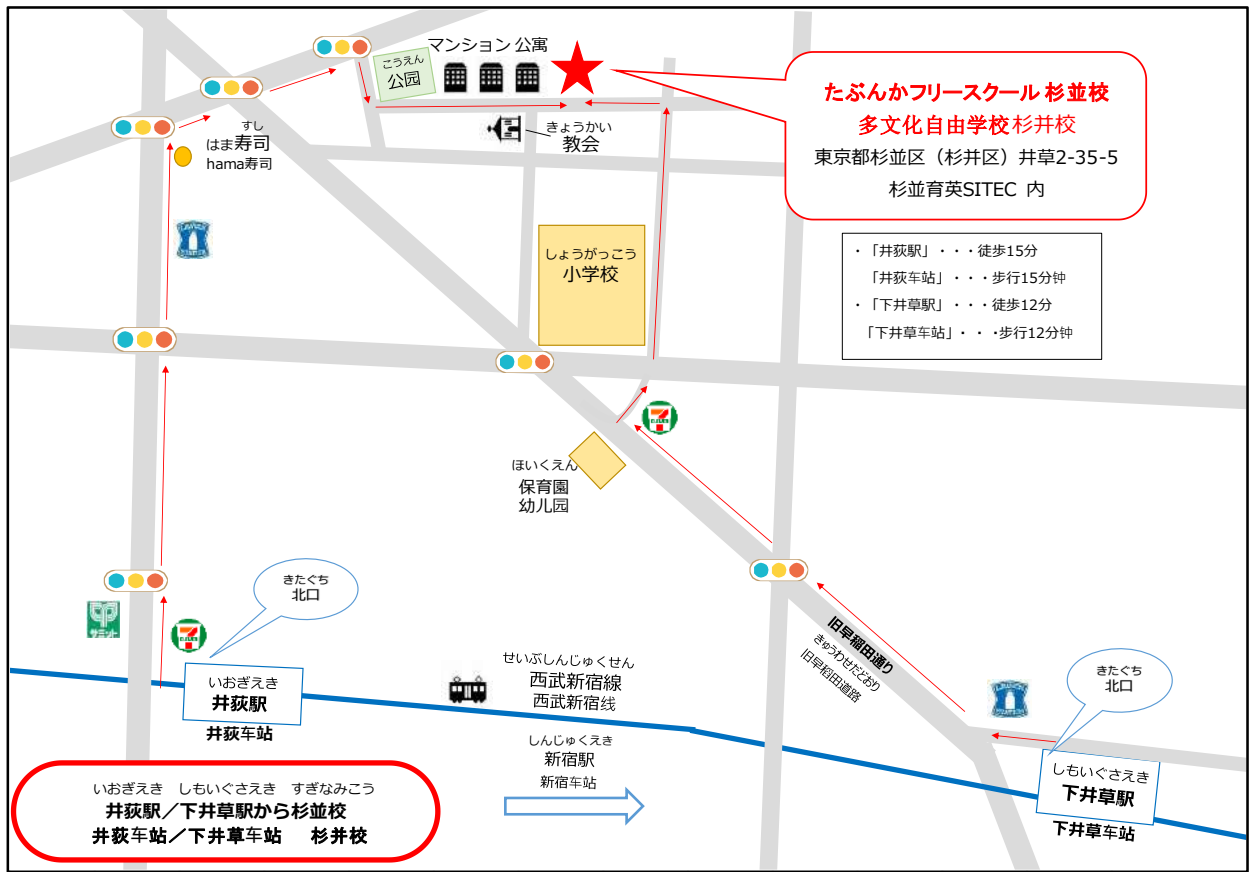 マンション 公寓
こうえん
公园
きょうかい
教会
すし
はま寿司
hama寿司
たぶんかフリースクール 杉並校
多文化自由学校杉井校
東京都杉並区（杉井区）井草2-35-5
杉並育英SITEC 内
・「井荻駅」・・・徒歩15分
「井荻车站」・・・步行15分钟
・「下井草駅」・・・徒歩12分
「下井草车站」・・・步行12分钟
しょうがっこう
小学校
ほいくえん
保育園
幼儿园
きたぐち
北口
サミット
いおぎえき
井荻駅
井荻车站
せいぶしんじゅくせん
西武新宿線
西武新宿线
しんじゅくえき
新宿駅
新宿车站
旧早稲田通り
きゅうわせだどおり
旧早稲田道路
きたぐち
北口
しもいぐさえき
下井草駅
下井草车站
いおぎえき　しもいぐさえき　すぎなみこう
井荻駅／下井草駅から杉並校
井荻车站／下井草车站　杉并校